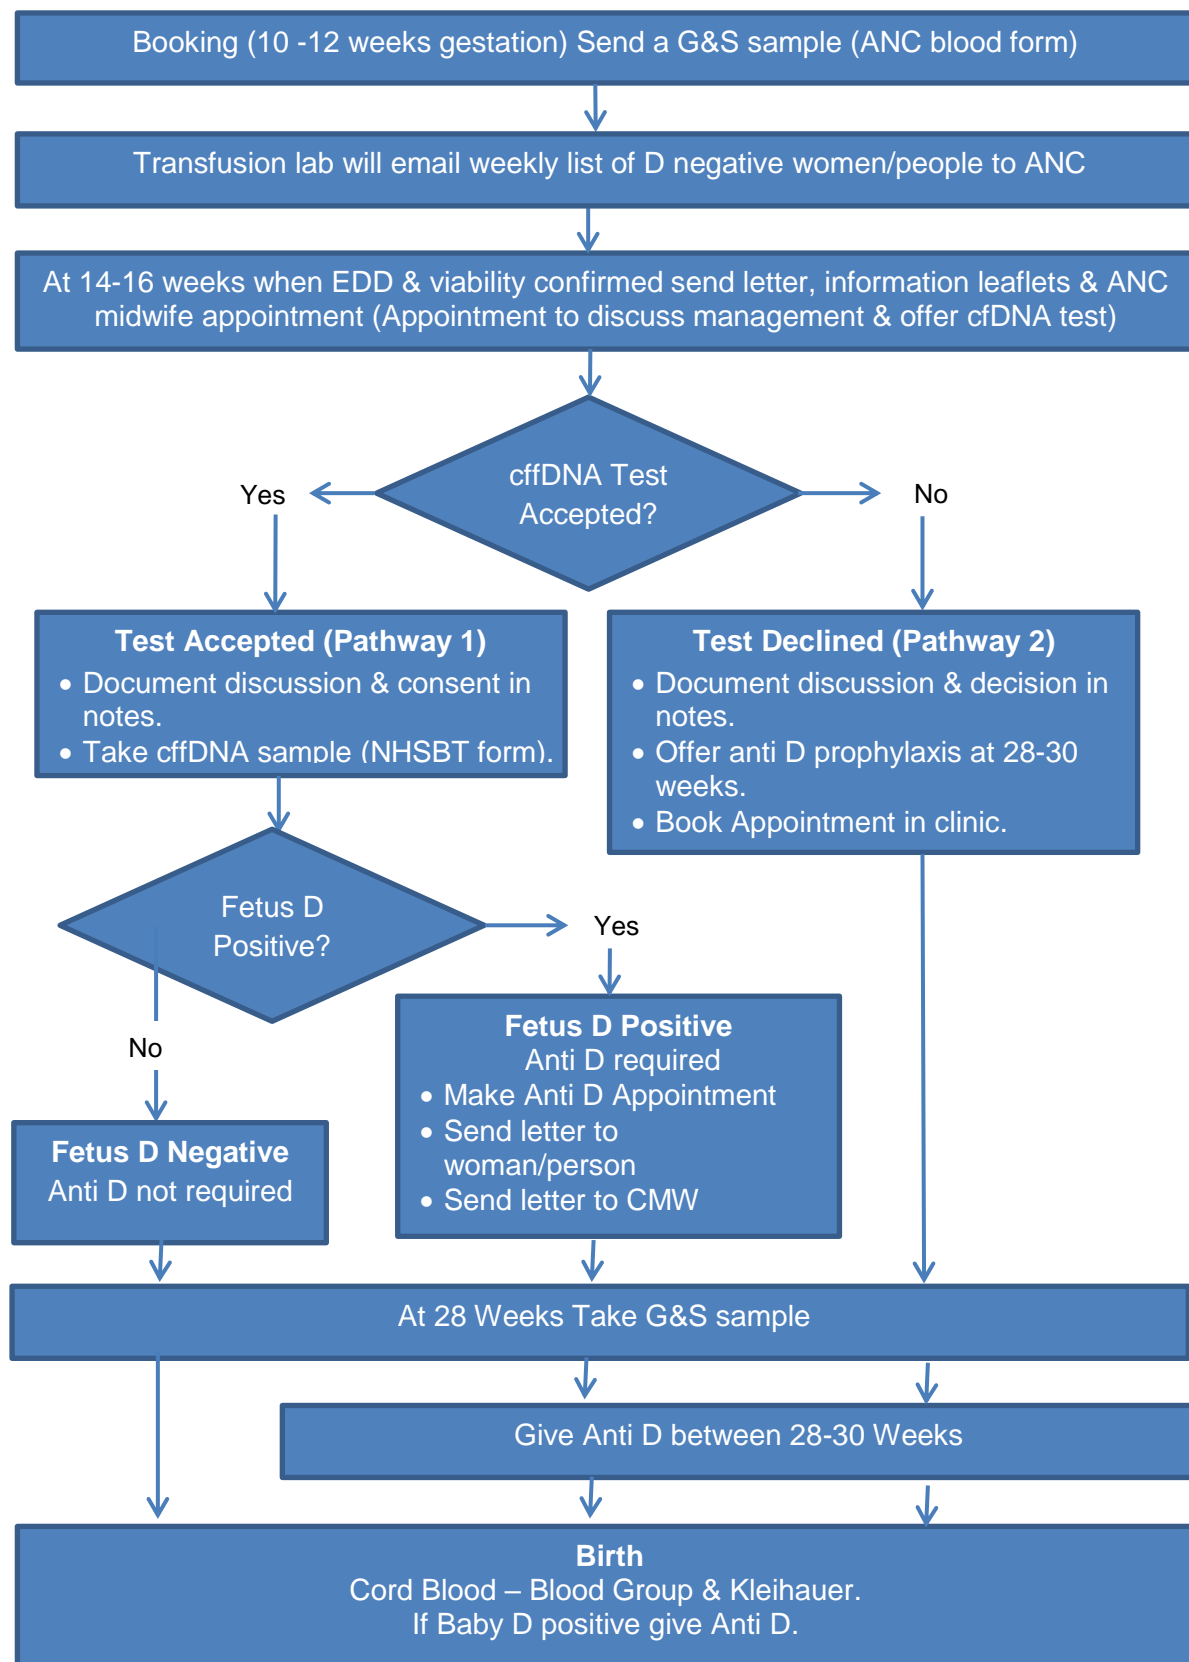 Booking (10 -12 weeks gestation) Send a G&S sample (ANC blood form)
Transfusion lab will email weekly list of D negative women/people to ANC
At 14-16 weeks when EDD & viability confirmed send letter, information leaflets & ANC
midwife appointment (Appointment to discuss management & offer cfDNA test)
cffDNA Test
Accepted?
Yes
No
Test Accepted (Pathway 1)
• Document discussion & consent in
notes.
• Take cffDNA sample (NHSBT form).
Test Declined (Pathway 2)
• Document discussion & decision in
notes.
• Offer anti D prophylaxis at 28-30
weeks.
• Book Appointment in clinic.
Fetus D
Positive?
Yes
No
Fetus D Positive
Anti D required
• Make Anti D Appointment
• Send letter to
woman/person
• Send letter to CMW
Fetus D Negative
Anti D not required
At 28 Weeks Take G&S sample
Give Anti D between 28-30 Weeks
Birth
Cord Blood – Blood Group & Kleihauer.
If Baby D positive give Anti D.